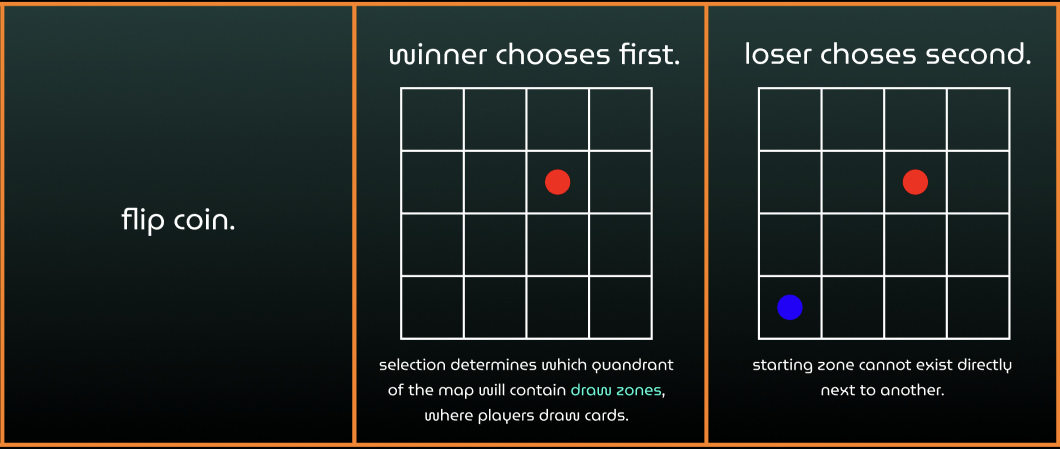 flip coin.
winner chooses first.
selection determines which quadrant
of the map will contain draw zones,
where players draw cards.
loser choses second.
starting zone cannot exist directly
next to another.